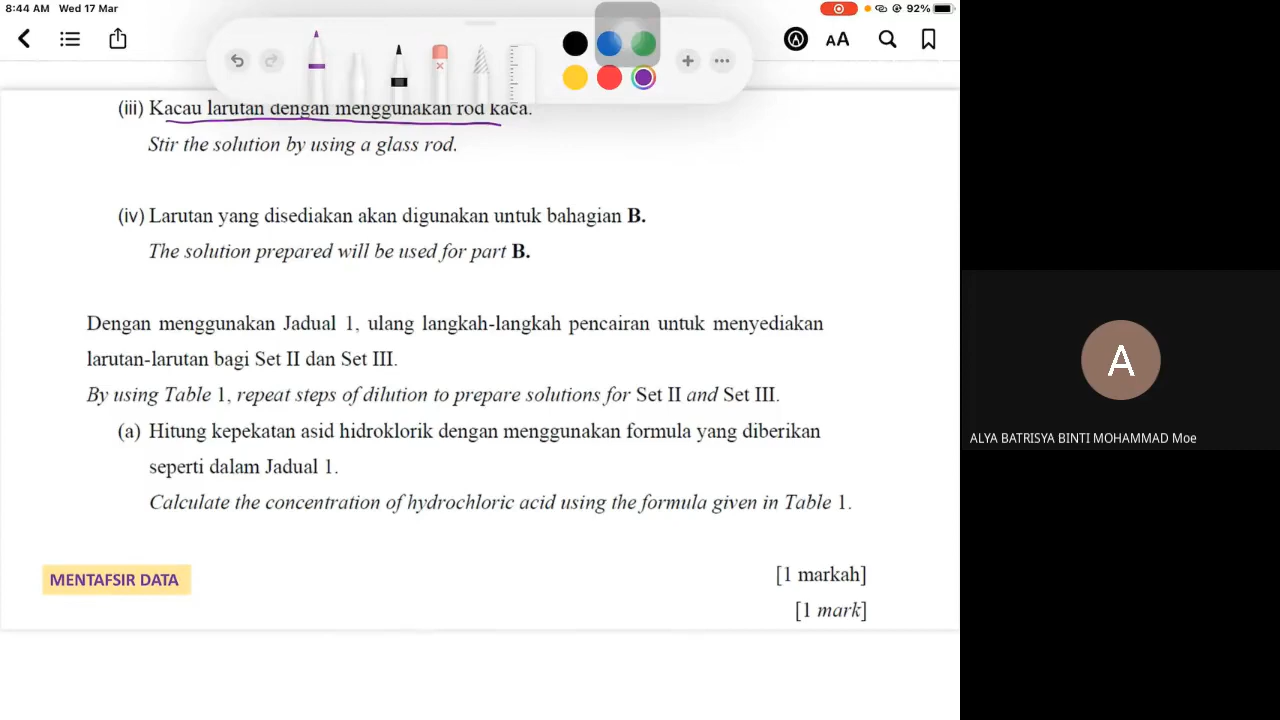 8:44 AM Wed 17 Mar
92%
AA
(iii) Kacau larutan dengan menggunakan rod kaca.
Stir the solution by using a glass rod.
(iv) Larutan yang disediakan akan digunakan untuk bahagian B.
The solution prepared will be used for part B.
Dengan menggunakan Jadual 1, ulang langkah-langkah pencairan untuk menyediakan
larutan-larutan bagi Set II dan Set III.
By using Table 1, repeat steps of dilution to prepare solutions for Set II and Set III.
(a) Hitung kepekatan asid hidroklorik dengan menggunakan formula yang diberikan
seperti dalam Jadual 1.
Calculate the concentration of hydrochloric acid using the formula given in Table 1.
MENTAFSIR DATA
[1 markah]
[1 mark]
A
ALYA BATRISYA BINTI MOHAMMAD Moe